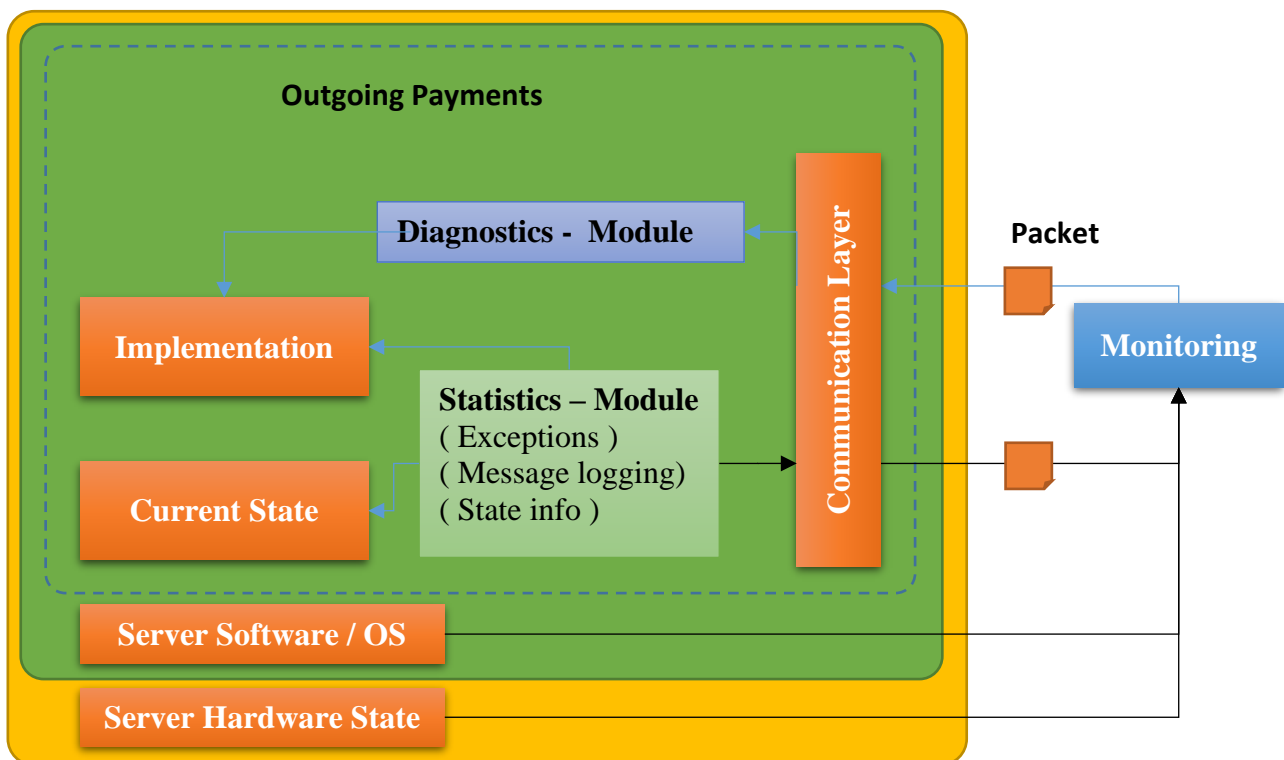 Outgoing Payments
Diagnostics -  Module
Communication Layer
Packet
Implementation
Monitoring
Statistics – Module
( Exceptions )
( Message logging)
( State info )
Current State
Server Software / OS
Server Hardware State